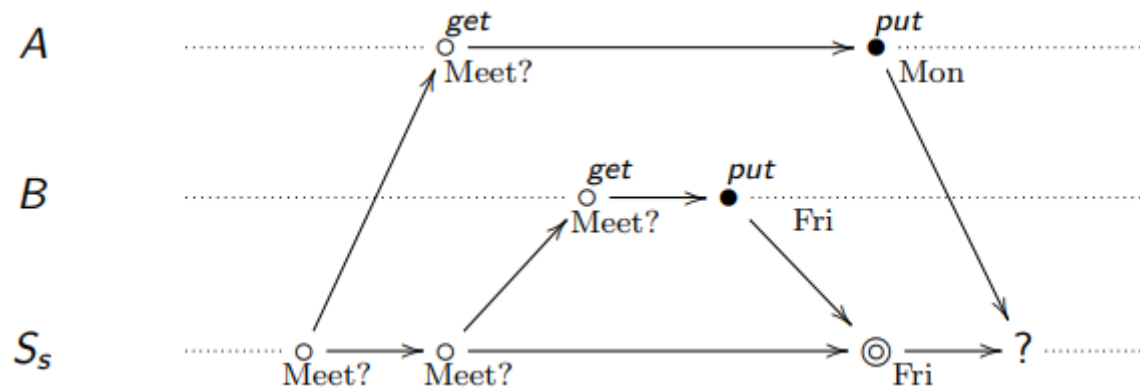 get put
A
Meet? Mon
get put
B
Meet? Fri
Ss ?
Meet? Meet? Fri